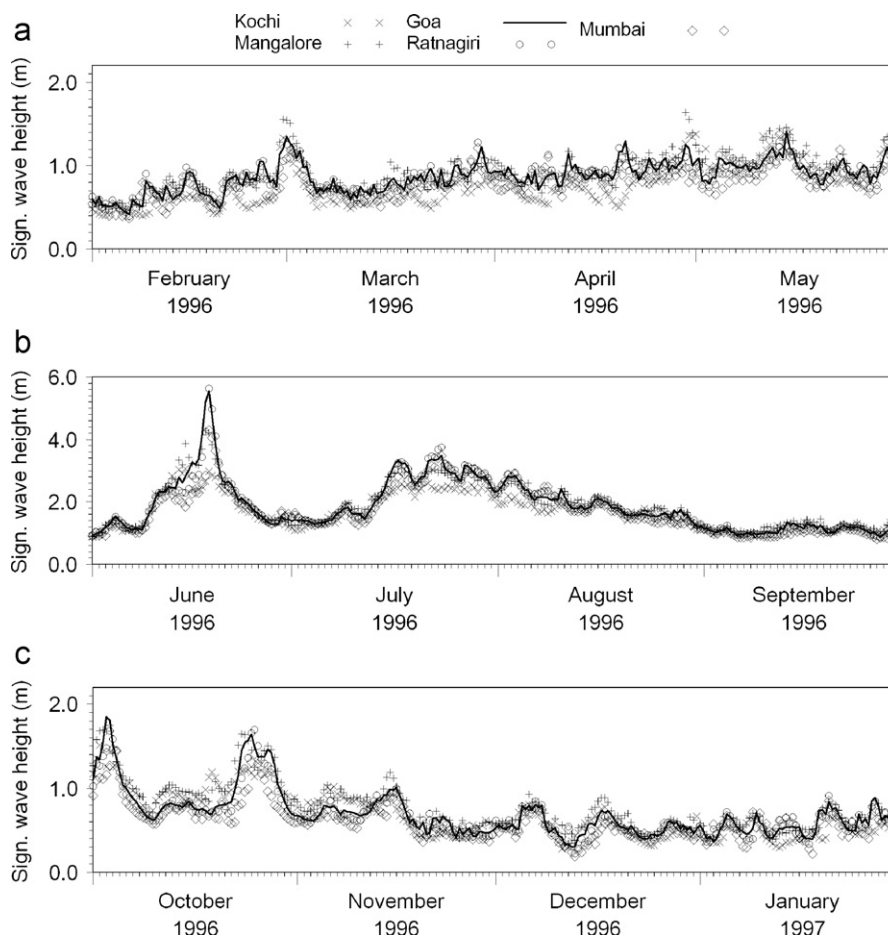 a
Kochi Goa Mumbai
Mangalore Ratnagiri
Sign. wave height (m)
2.0
1.0
0.0
February March April May
1996 1996 1996 1996
b
Sign. wave height (m)
6.0
4.0
2.0
0.0
June July August September
1996 1996 1996 1996
c
Sign. wave height (m)
2.0
1.0
0.0
October November December January
1996 1996 1996 1997